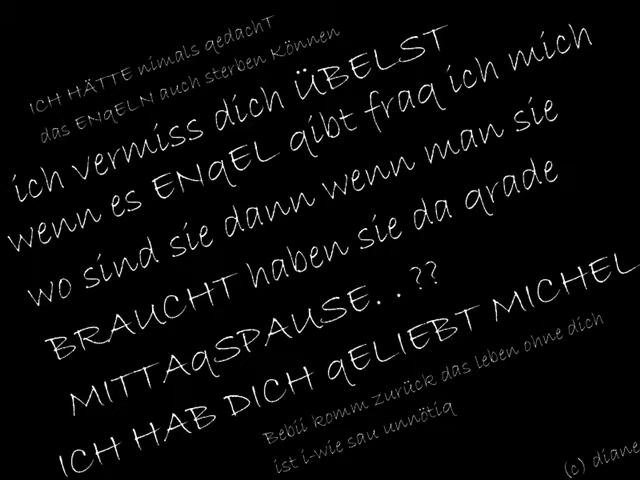 ICH HÄTTE nimals qedachT
das ENqELN auch sterben Können
ich vermiss dich ÜBELST
wenn es ENqEL qibt fraq ich mich
wo sind sie dann wenn man sie
BRAUCHT haben sie da qrade
MITTAqSPAUSE. . ??
ICH HAB DICH qELIEBT MICHEL
Bebii komm zurück das leben ohne dich
ist i-wie sau unnötiq
(c) diane